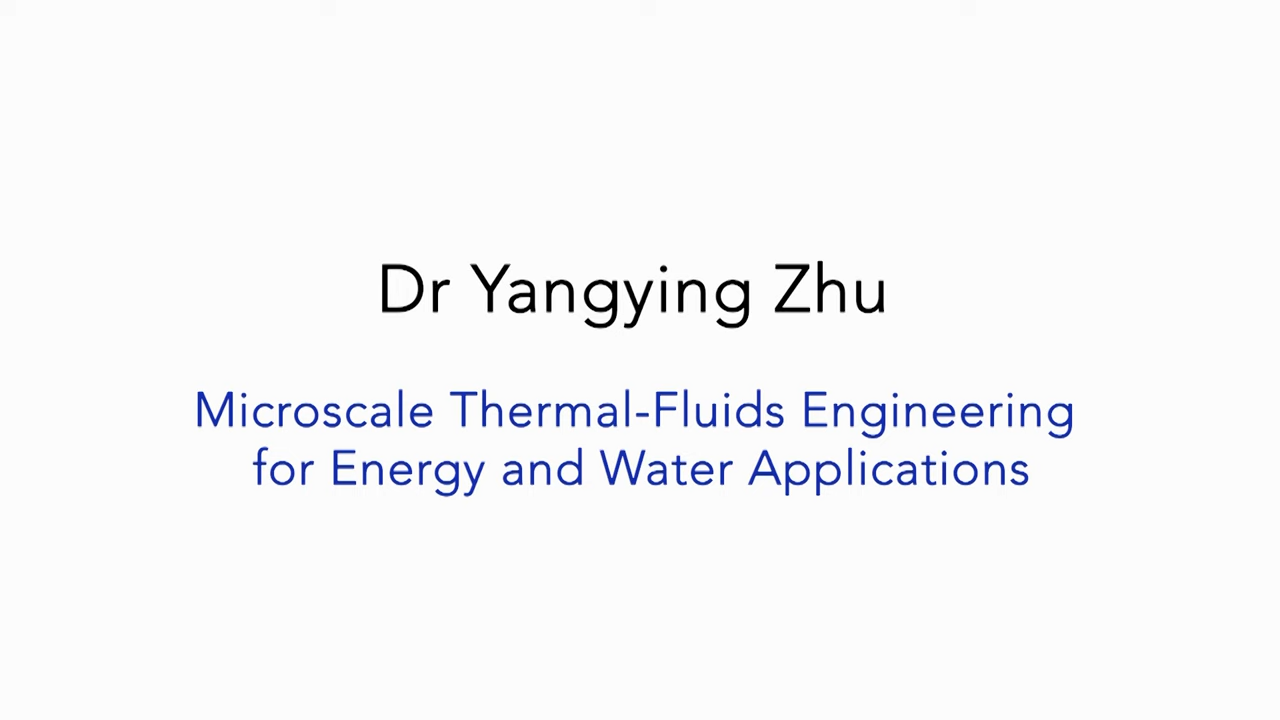 Dr Yangying Zhu
Microscale Thermal-Fluids Engineering
for Energy and Water Applications